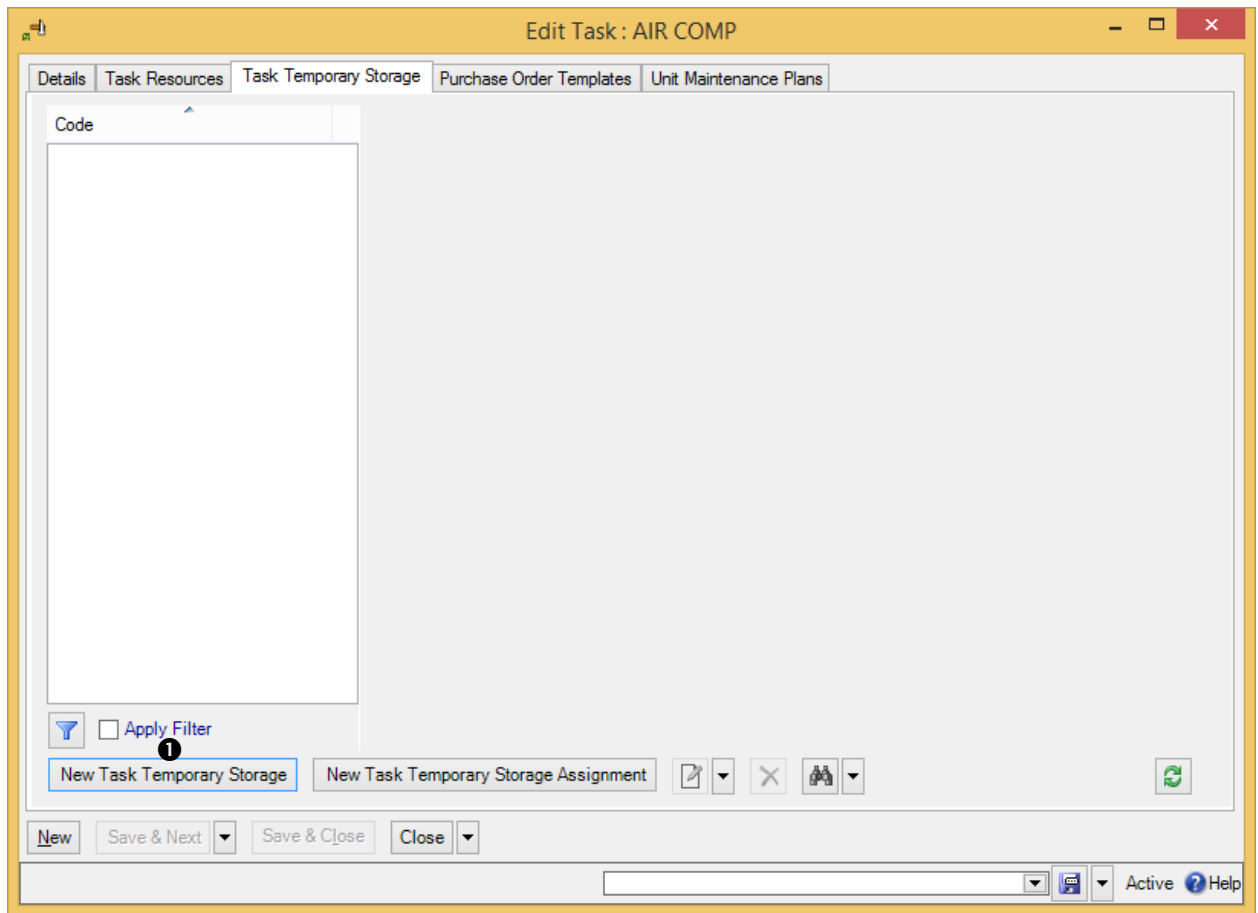 Edit Task : AIR COMP
Details Task Resources Task Temporary Storage Purchase Order Templates Unit Maintenance Plans
Code
Apply Filter
❶
New Task Temporary Storage New Task Temporary Storage Assignment
New Save & Next Save & Close Close
Active Help